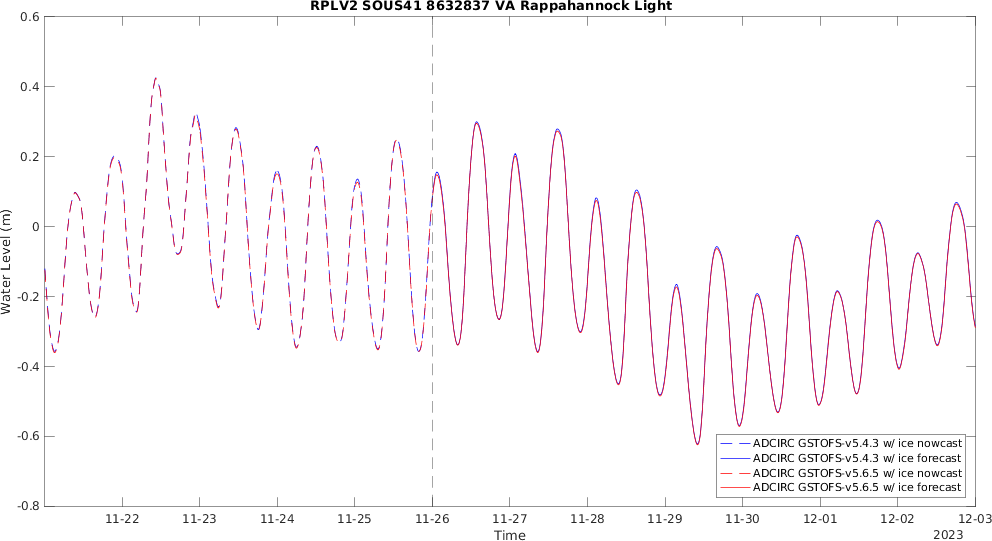 RPLV2 SOUS41 8632837 VA Rappahannock Light
0.6
0.4
0.2
0
-0.2
-0.4
-0.6
-0.8
Water Level (m)
ADCIRC GSTOFS-v5.4.3 w/ ice nowcast
ADCIRC GSTOFS-v5.4.3 w/ ice forecast
ADCIRC GSTOFS-v5.6.5 w/ ice nowcast
ADCIRC GSTOFS-v5.6.5 w/ ice forecast
11-22 11-23 11-24 11-25 11-26 11-27 11-28 11-29 11-30 12-01 12-02 12-03
Time
2023